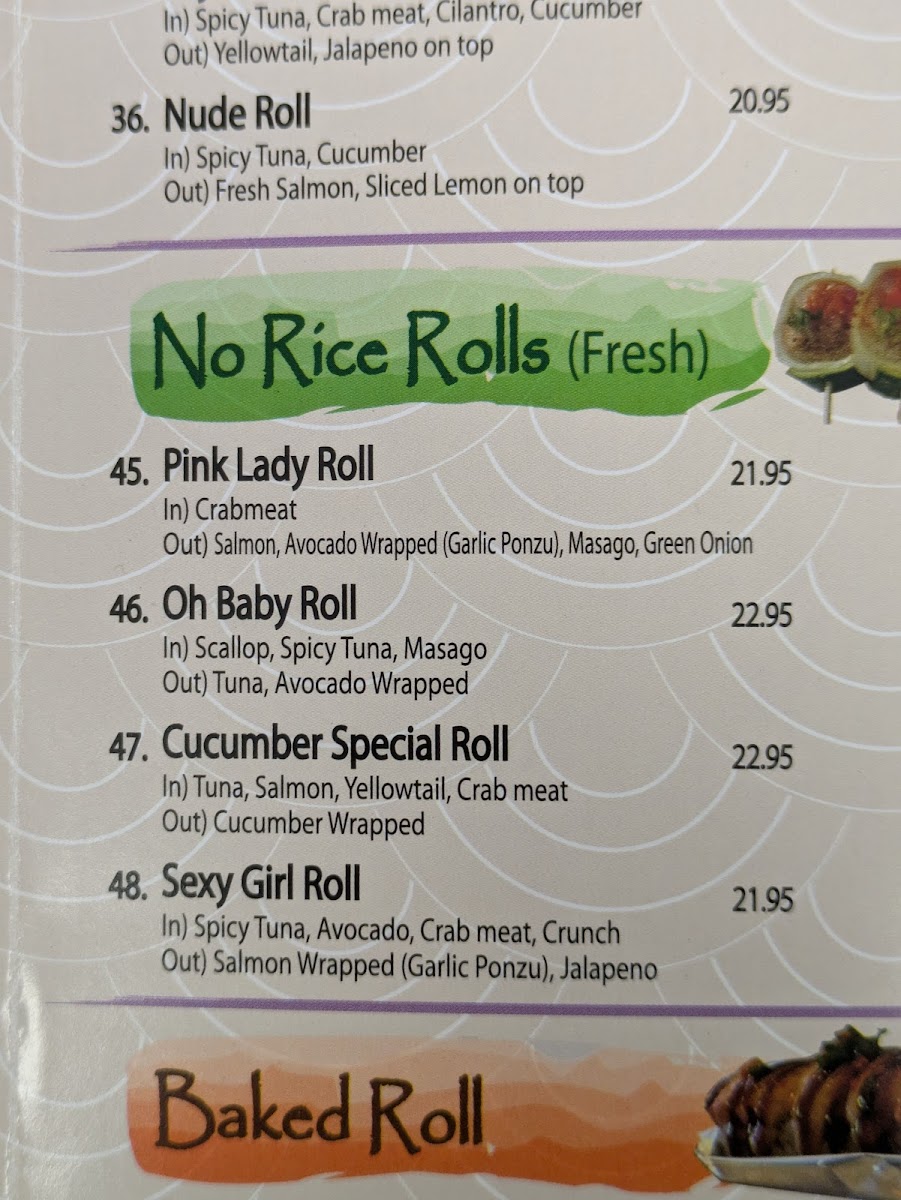 In) Spicy Tuna, Crab meat, Cilantro, Cucumber
Out) Yellowtail, Jalapeno on top
36. Nude Roll 20.95
In) Spicy Tuna, Cucumber
Out) Fresh Salmon, Sliced Lemon on top
No Rice Rolls (Fresh)
45. Pink Lady Roll 21.95
In) Crabmeat
Out) Salmon, Avocado Wrapped (Garlic Ponzu), Masago, Green Onion
46. Oh Baby Roll 22.95
In) Scallop, Spicy Tuna, Masago
Out) Tuna, Avocado Wrapped
47. Cucumber Special Roll 22.95
In) Tuna, Salmon, Yellowtail, Crab meat
Out) Cucumber Wrapped
48. Sexy Girl Roll 21.95
In) Spicy Tuna, Avocado, Crab meat, Crunch
Out) Salmon Wrapped (Garlic Ponzu), Jalapeno
Baked Roll